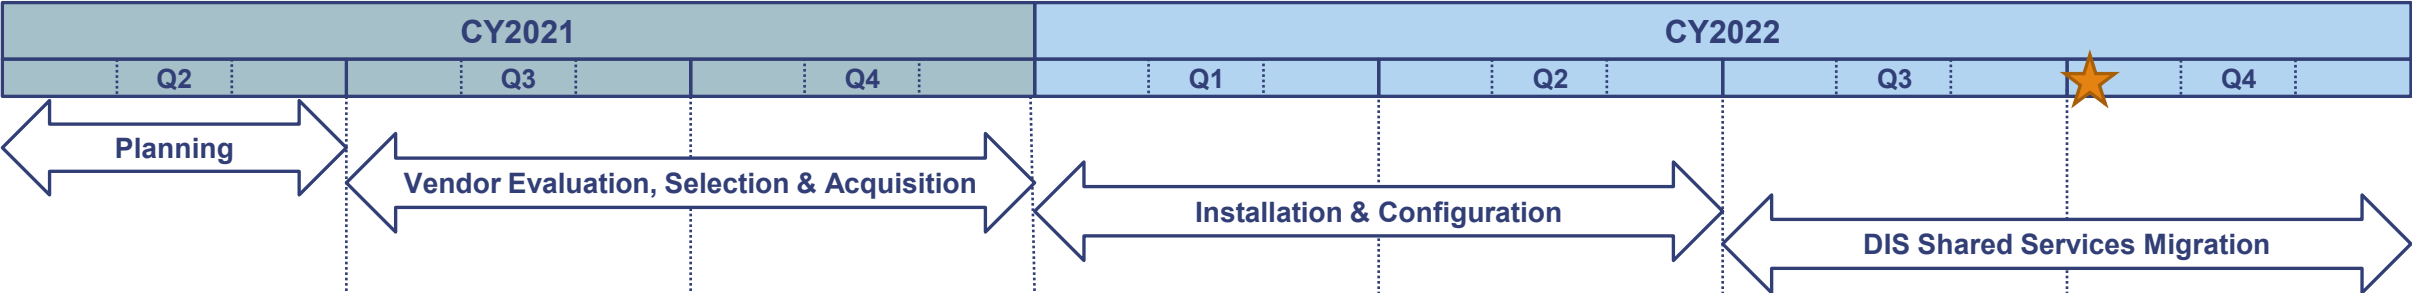 CY2021 CY2022
Q2 Q3 Q4 Q1 Q2 Q3 Q4
Planning
Vendor Evaluation, Selection & Acquisition
Installation & Configuration
DIS Shared Services Migration